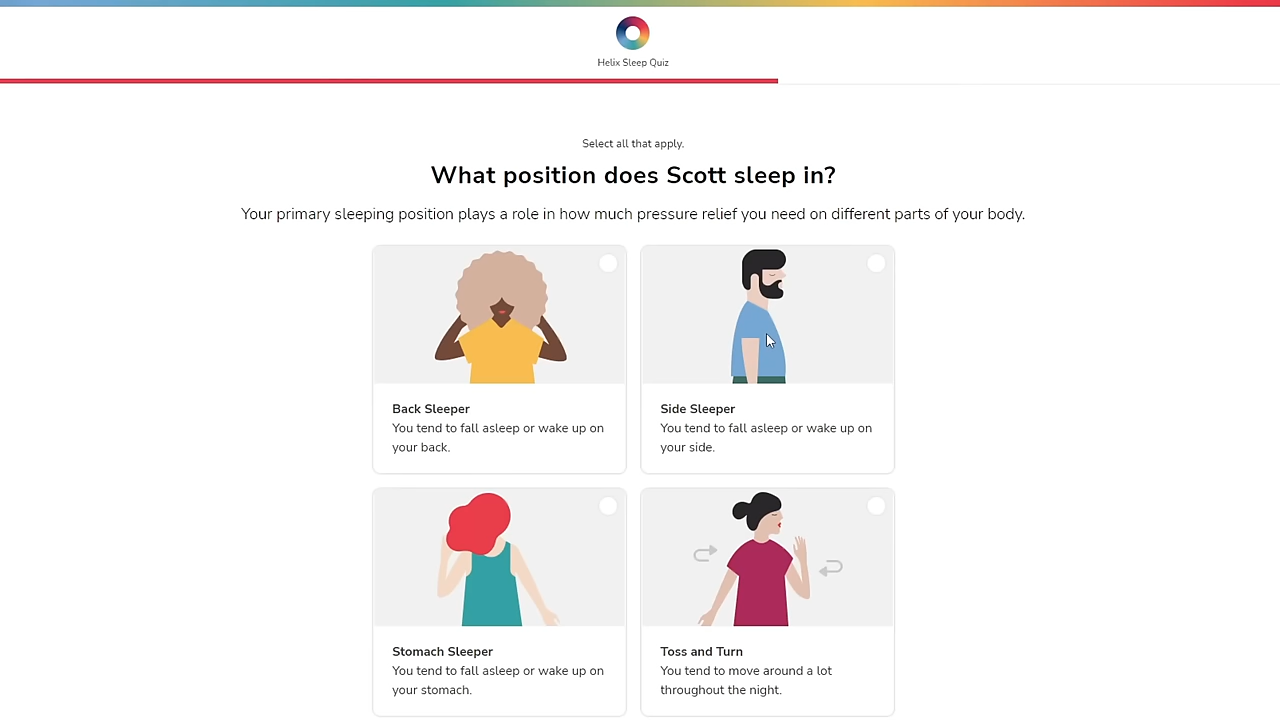 Helix Sleep Quiz
Select all that apply.
What position does Scott sleep in?
Your primary sleeping position plays a role in how much pressure relief you need on different parts of your body.
Back Sleeper
You tend to fall asleep or wake up on
your back.
Side Sleeper
You tend to fall asleep or wake up on
your side.
Stomach Sleeper
You tend to fall asleep or wake up on
your stomach.
Toss and Turn
You tend to move around a lot
throughout the night.